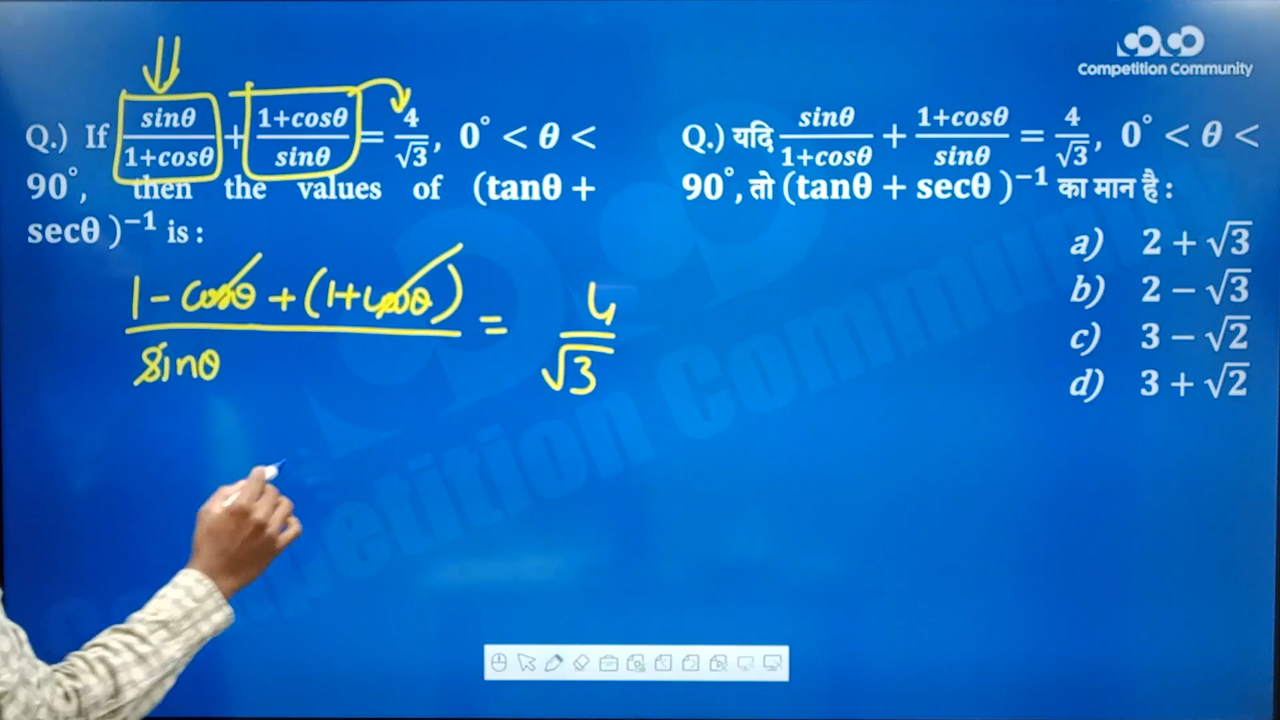 Competition Community
Q.) If sinθ/1+cosθ + 1+cosθ/sinθ = 4/√3, 0° < θ <
90°, then the values of (tanθ +
secθ )⁻¹ is :
1 - cosθ + (1+cosθ) / sinθ = 4/√3
Q.) यदि sinθ/1+cosθ + 1+cosθ/sinθ = 4/√3, 0° < θ <
90°, तो (tanθ + secθ )⁻¹ का मान है :
a) 2 + √3
b) 2 − √3
c) 3 − √2
d) 3 + √2
Competition Community